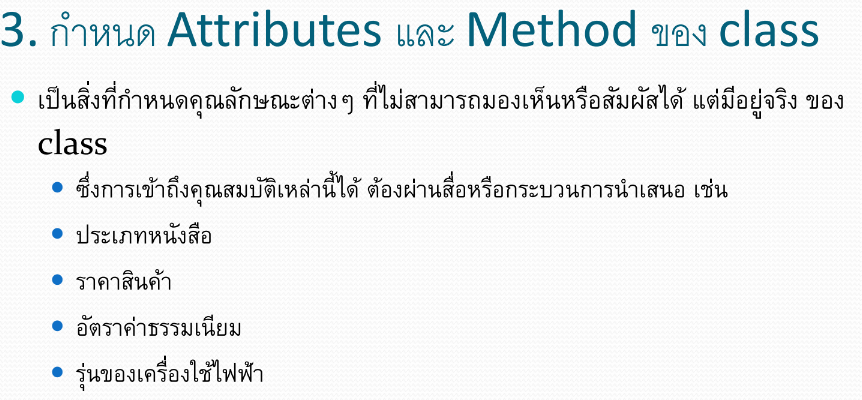 3. กำหนด Attributes และ Method ของ class
เป็นสิ่งที่กำหนดคุณลักษณะต่างๆ ที่ไม่สามารถมองเห็นหรือสัมผัสได้ แต่มีอยู่จริง ของ
class
ซึ่งการเข้าถึงคุณสมบัติเหล่านี้ได้ ต้องผ่านสื่อหรือกระบวนการนำเสนอ เช่น
ประเภทหนังสือ
ราคาสินค้า
อัตราค่าธรรมเนียม
รุ่นของเครื่องใช้ไฟฟ้า